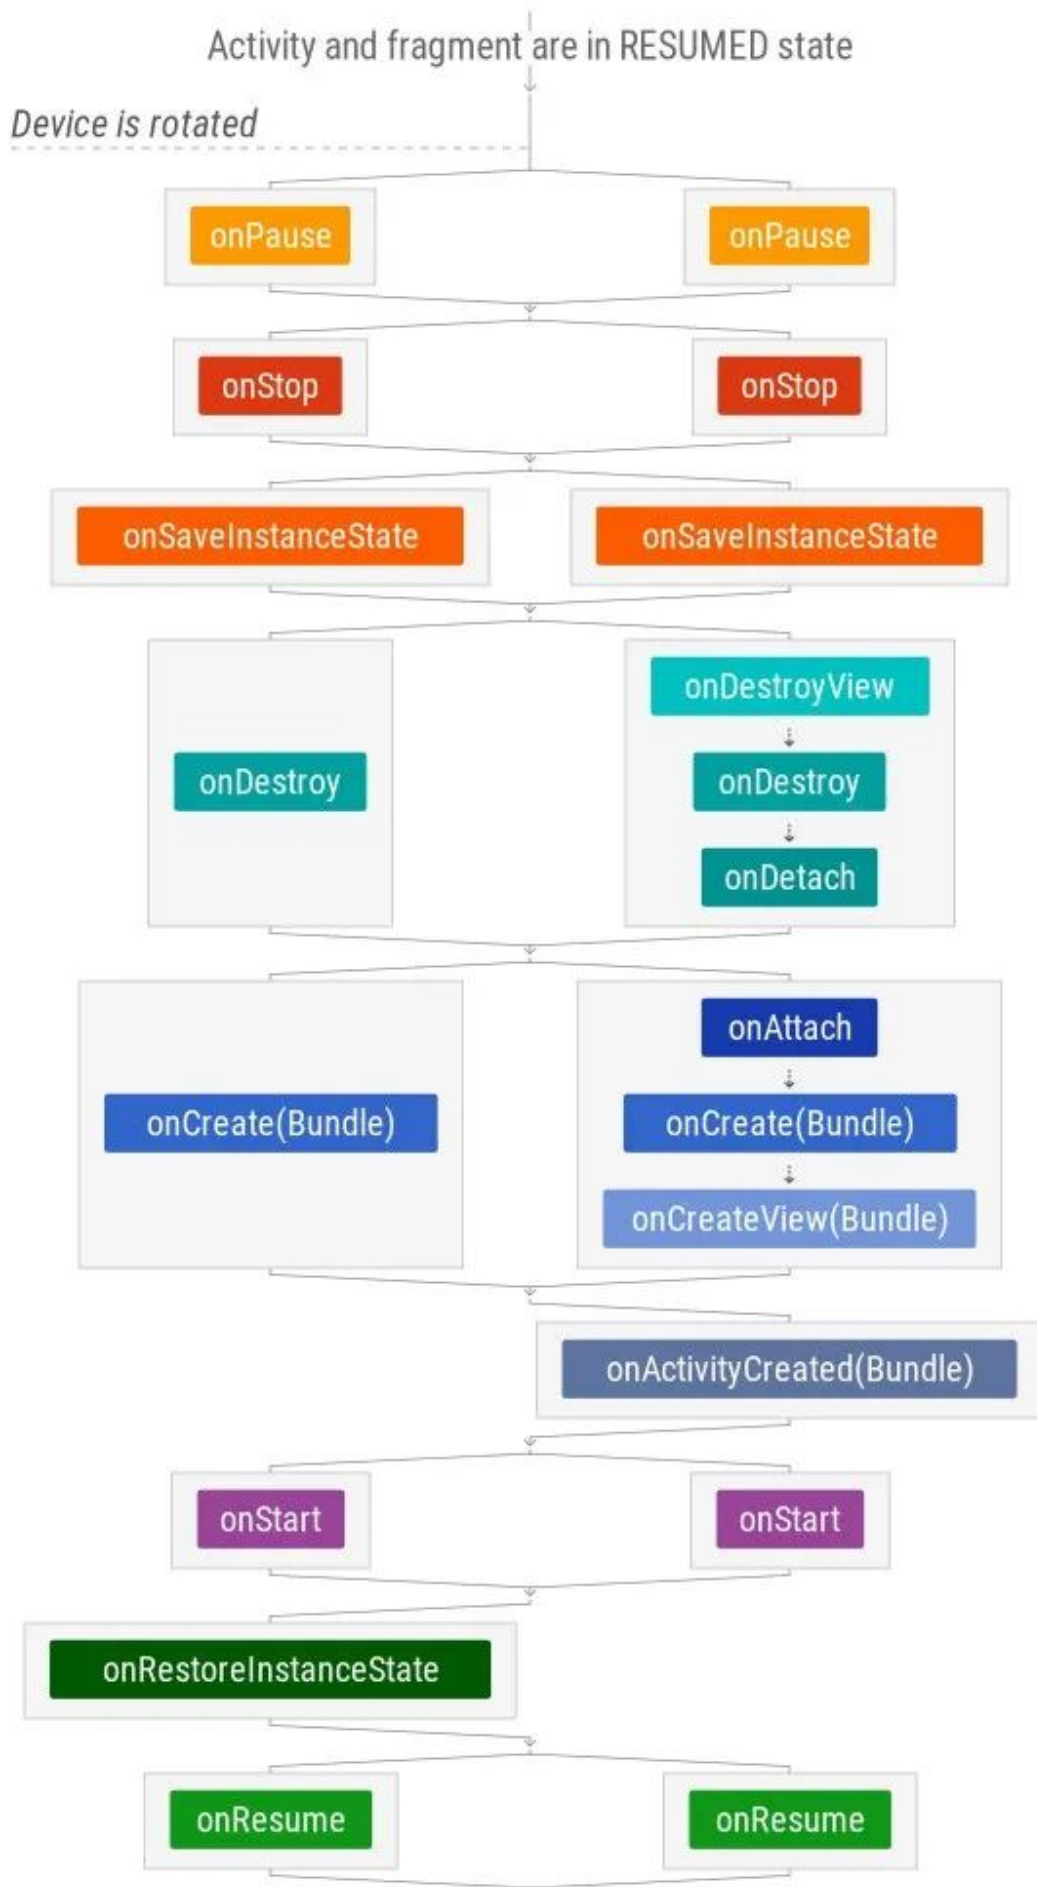 Activity and fragment are in RESUMED state
Device is rotated
onPause
onPause
onStop
onStop
onSaveInstanceState
onSaveInstanceState
onDestroy
onDestroyView
onDestroy
onDetach
onCreate(Bundle)
onAttach
onCreate(Bundle)
onCreateView(Bundle)
onActivityCreated(Bundle)
onStart
onStart
onRestoreInstanceState
onResume
onResume